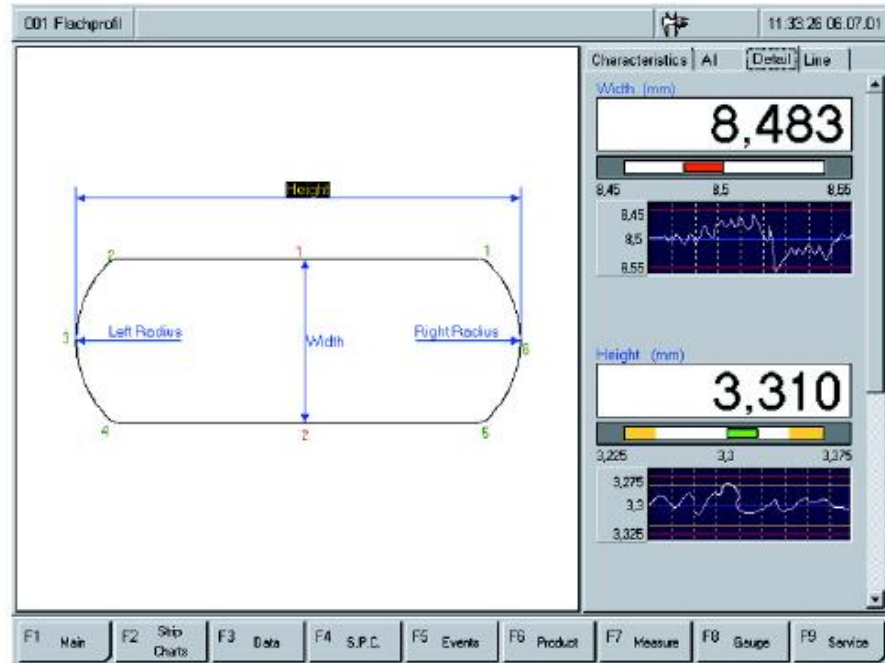 001 Flachprofil
11:33:26 06.07.01
Characteristics All Detail Line
Width (mm)
8,483
8,45 8,5 8,55
8,45
8,5
8,55
Height
2 1 1
3 Left Radius Width Right Radius 6
4 2 5
Height (mm)
3,310
3,225 3,3 3,375
3,275
3,3
3,325
F1 Main F2 Strip Charts F3 Data F4 S.P.C. F5 Events F6 Product F7 Measure F8 Gauge F9 Service